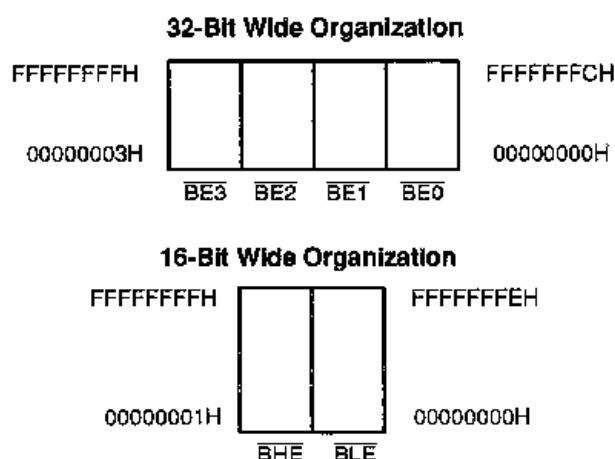 32-Bit Wide Organization
FFFFFFFFH FFFFFFFCH
00000003H 00000000H
BE3 BE2 BE1 BE0
16-Bit Wide Organization
FFFFFFFFH FFFFFFFEH
00000001H 00000000H
BHE BLE